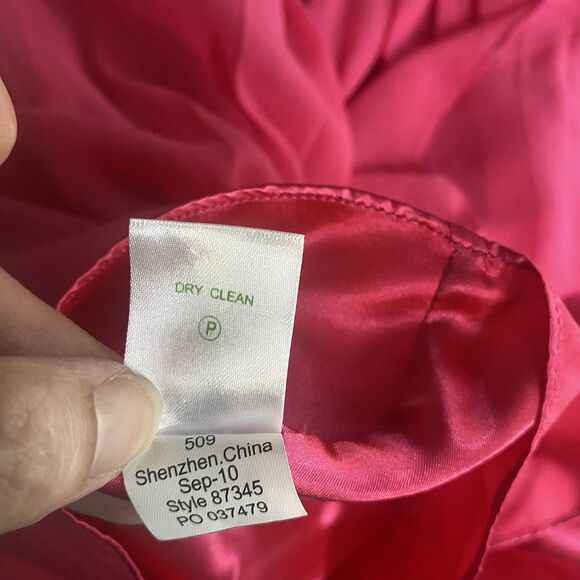 DRY CLEAN
P
509
Shenzhen.China
Sep-10
Style 87345
PO 037479